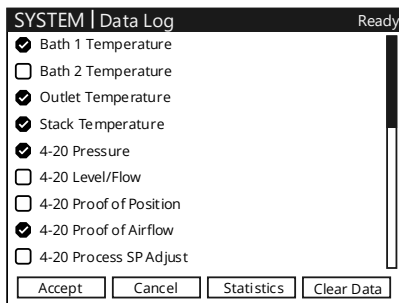 SYSTEM | Data Log Ready
Bath 1 Temperature
Bath 2 Temperature
Outlet Temperature
Stack Temperature
4-20 Pressure
4-20 Level/Flow
4-20 Proof of Position
4-20 Proof of Airflow
4-20 Process SP Adjust
Accept Cancel Statistics Clear Data